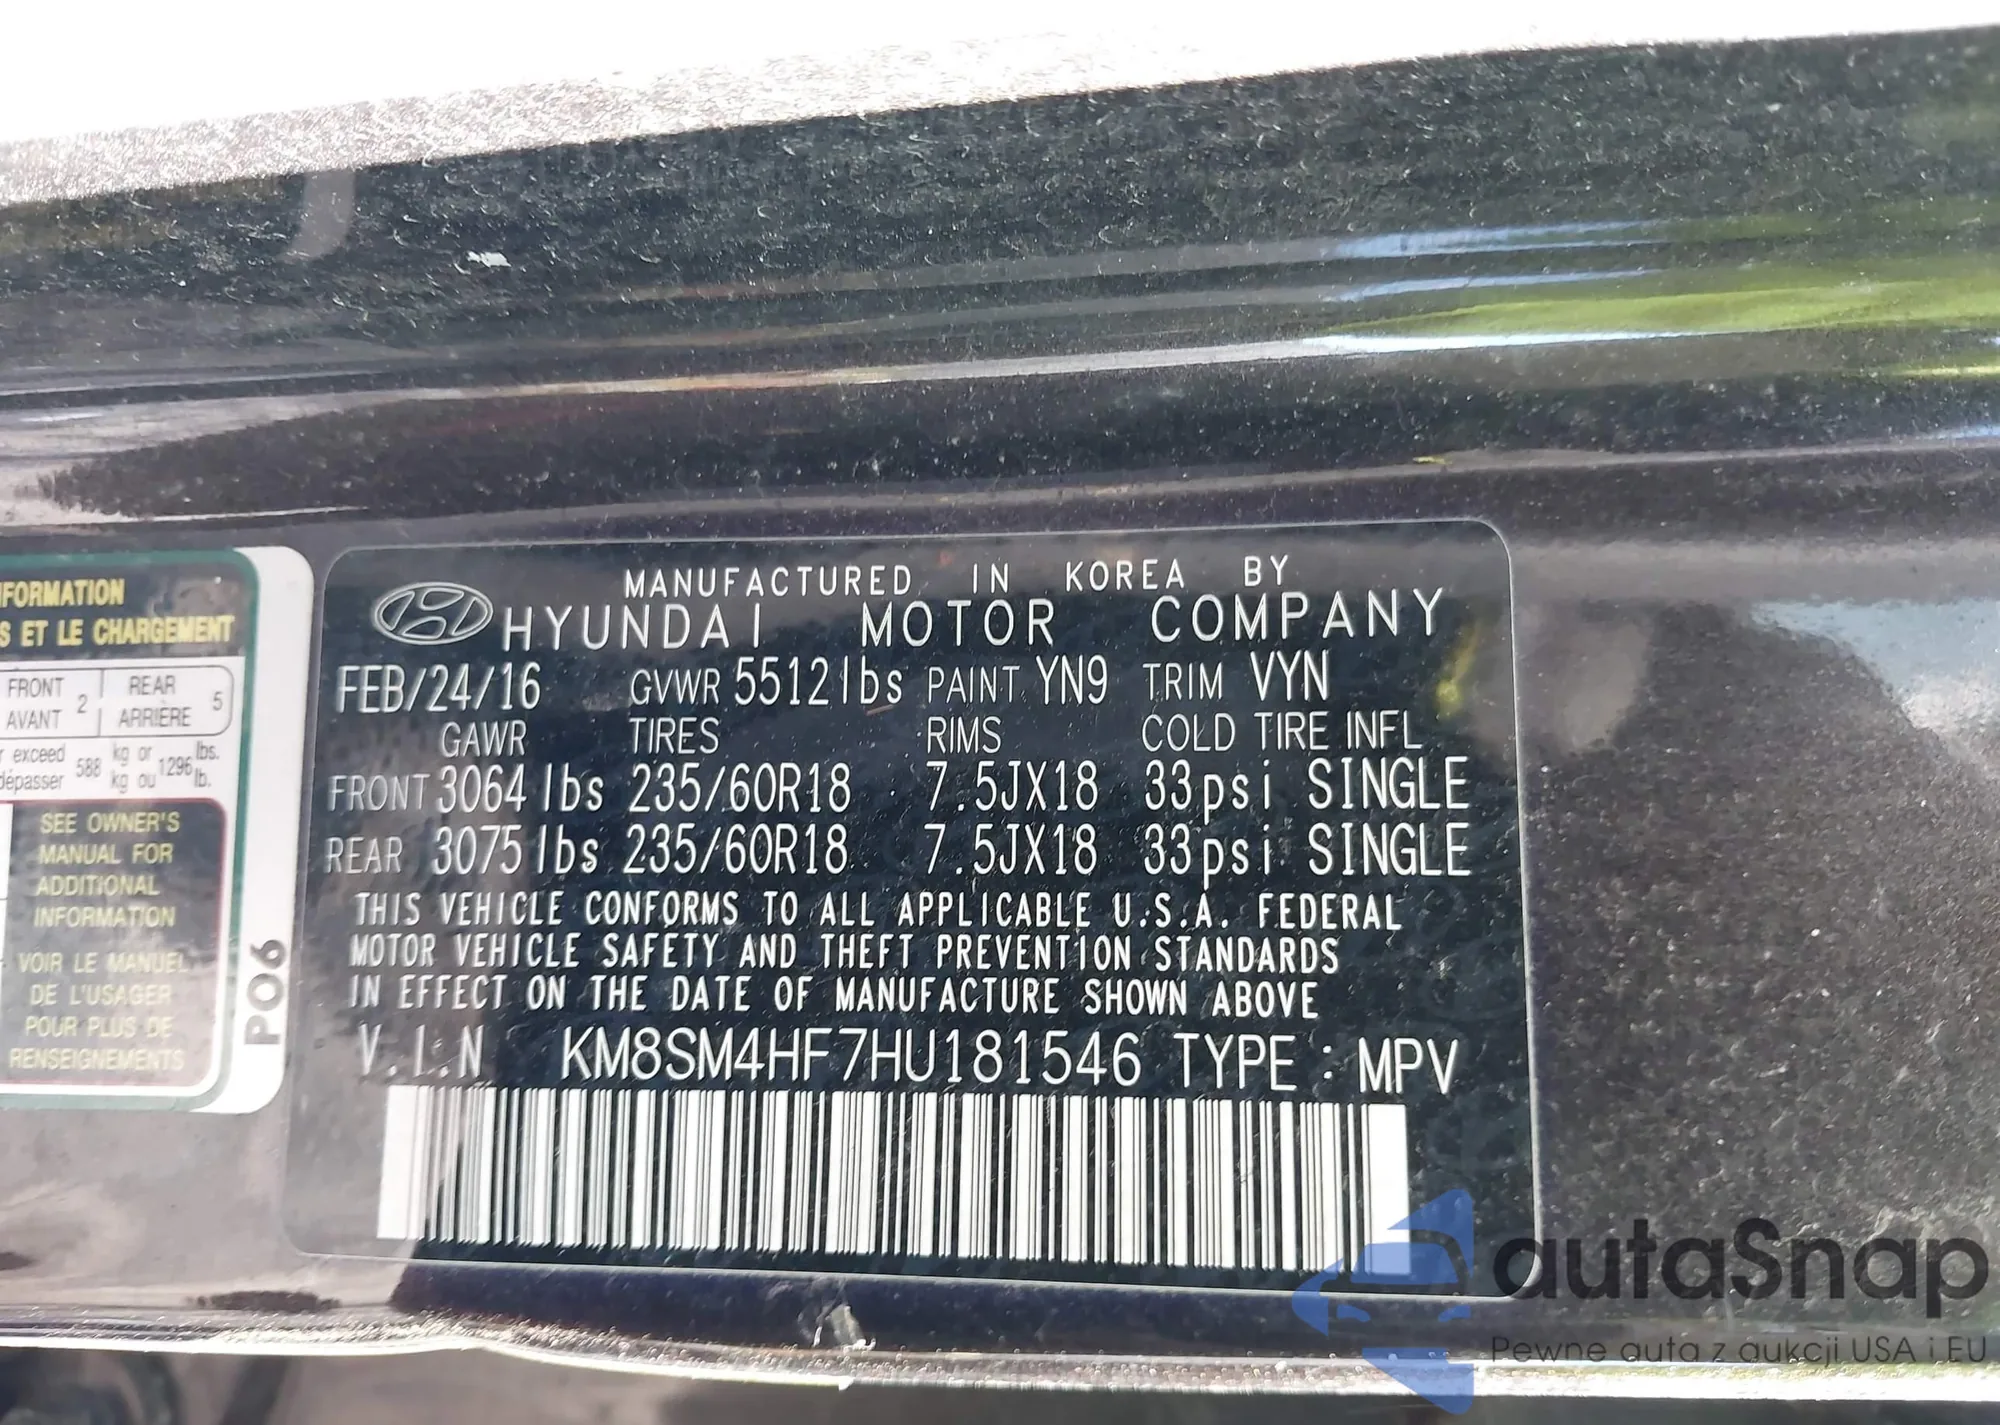 NFORMATION
S ET LE CHARGEMENT
FRONT 2 REAR 5
AVANT ARRIÈRE
exceed 588 kg or 1296 lbs.
dépasser kg ou lb.
SEE OWNER'S
MANUAL FOR
ADDITIONAL
INFORMATION
VOIR LE MANUEL
DE L'USAGER
POUR PLUS DE
RENSEIGNEMENTS
PO6
MANUFACTURED IN KOREA BY
HYUNDAI MOTOR COMPANY
FEB/24/16 GVWR 5512lbs PAINT YN9 TRIM VYN
GAWR TIRES RIMS COLD TIRE INFL
FRONT 3064lbs 235/60R18 7.5JX18 33psi SINGLE
REAR 3075lbs 235/60R18 7.5JX18 33psi SINGLE
THIS VEHICLE CONFORMS TO ALL APPLICABLE U.S.A. FEDERAL
MOTOR VEHICLE SAFETY AND THEFT PREVENTION STANDARDS
IN EFFECT ON THE DATE OF MANUFACTURE SHOWN ABOVE
V.I.N KM8SM4HF7HU181546 TYPE : MPV
autaSnap
Pewne auta z aukcji USA i EU